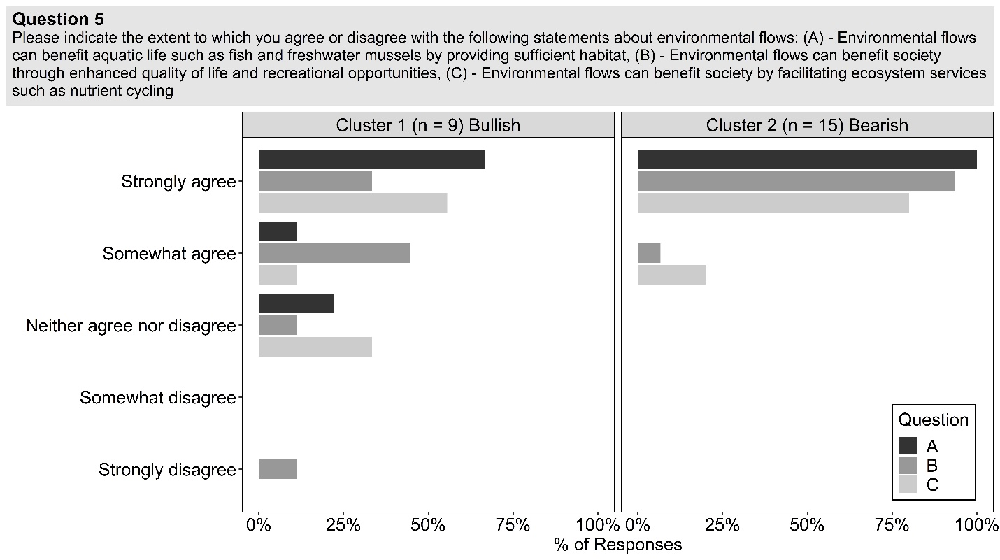 Question 5
Please indicate the extent to which you agree or disagree with the following statements about environmental flows: (A) - Environmental flows
can benefit aquatic life such as fish and freshwater mussels by providing sufficient habitat, (B) - Environmental flows can benefit society
through enhanced quality of life and recreational opportunities, (C) - Environmental flows can benefit society by facilitating ecosystem services
such as nutrient cycling
Cluster 1 (n = 9) Bullish
Cluster 2 (n = 15) Bearish
Strongly agree
Somewhat agree
Neither agree nor disagree
Somewhat disagree
Strongly disagree
Question
A
B
C
0% 25% 50% 75% 100% 0% 25% 50% 75% 100%
% of Responses